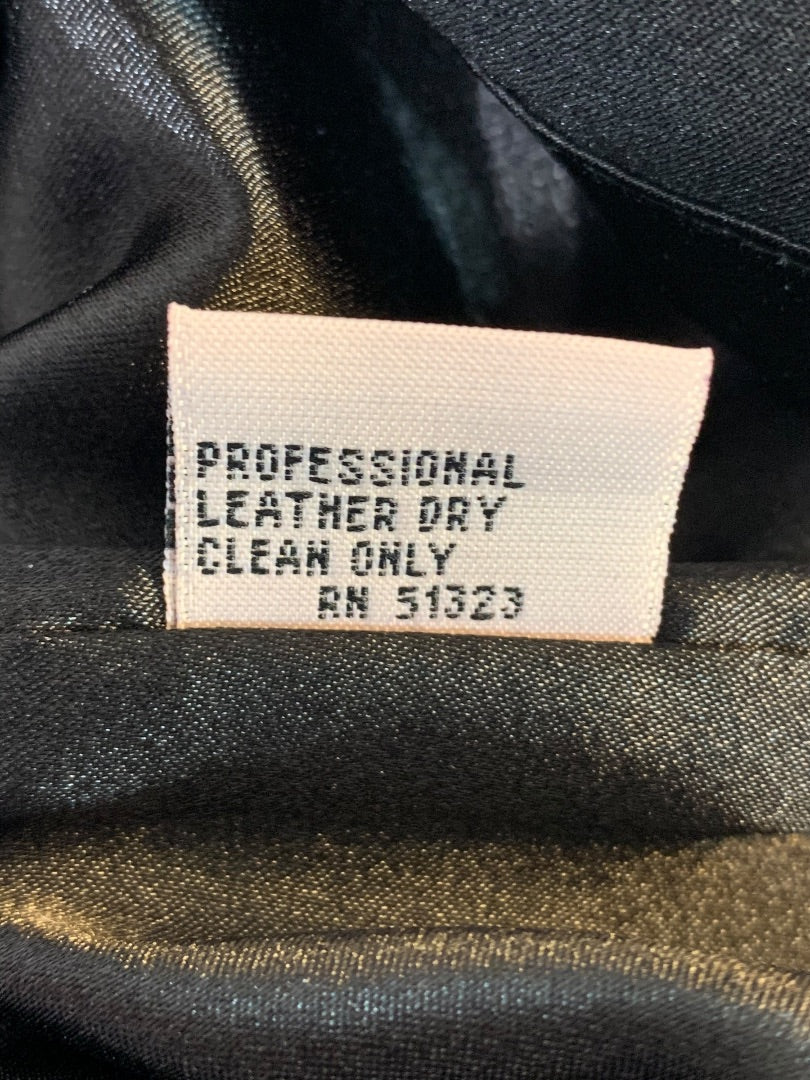 PROFESSIONAL
LEATHER DRY
CLEAN ONLY
RN 51323